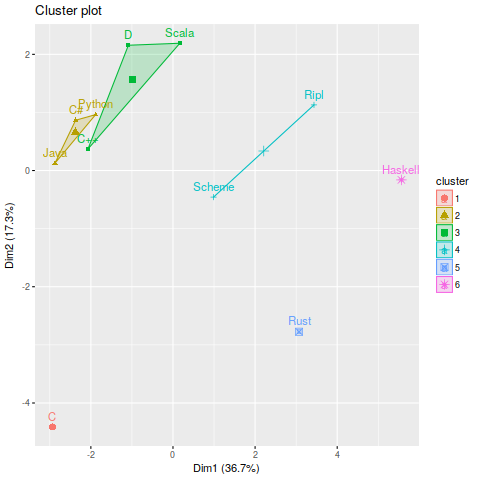 Cluster plot
D
Scala
Python
C#
C++
Java
Ripl
Scheme
Haskell
Rust
C
2
0
-2
-4
-2
0
2
4
Dim2 (17.3%)
Dim1 (36.7%)
cluster
1
2
3
4
5
6